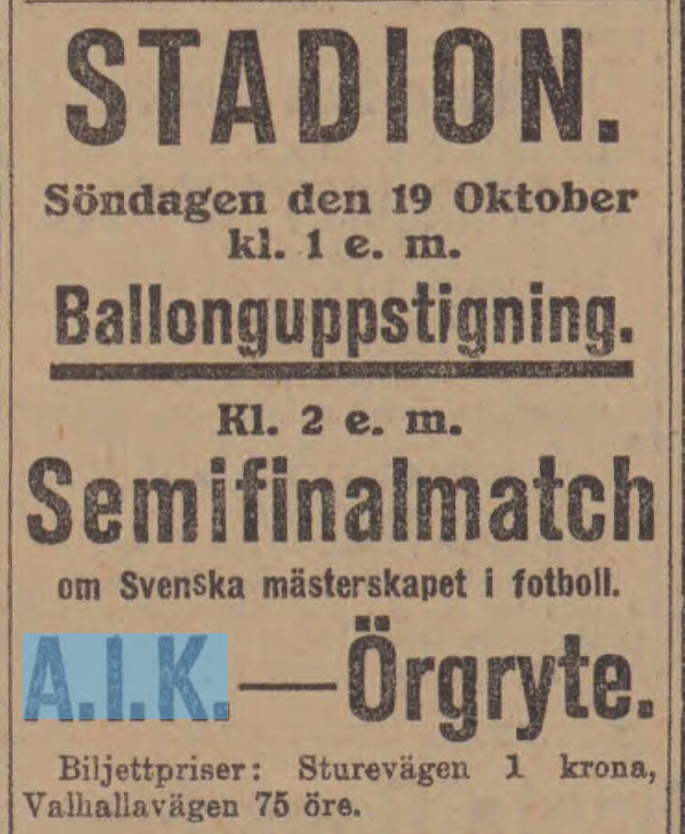 STADION.
Söndagen den 19 Oktober
kl. 1 e. m.
Ballonguppstigning.
Kl. 2 e. m.
Semifinalmatch
om Svenska mästerskapet i fotboll.
A.I.K.—Örgryte.
Biljettpriser: Sturevägen 1 krona,
Valhallavägen 75 öre.